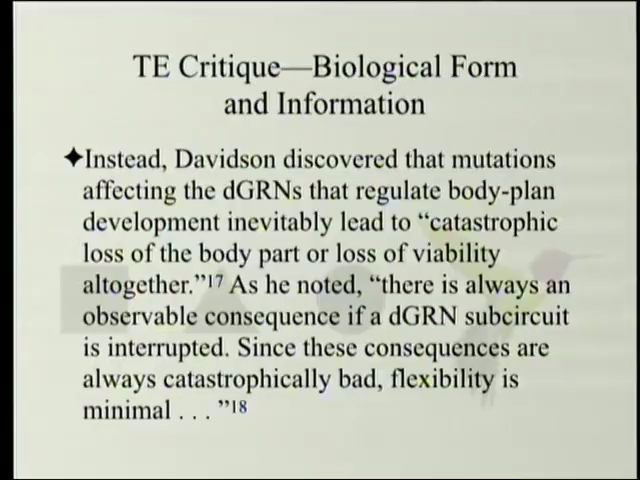 TE Critique—Biological Form
and Information
✦Instead, Davidson discovered that mutations
affecting the dGRNs that regulate body-plan
development inevitably lead to “catastrophic
loss of the body part or loss of viability
altogether.”17 As he noted, “there is always an
observable consequence if a dGRN subcircuit
is interrupted. Since these consequences are
always catastrophically bad, flexibility is
minimal . . . ”18